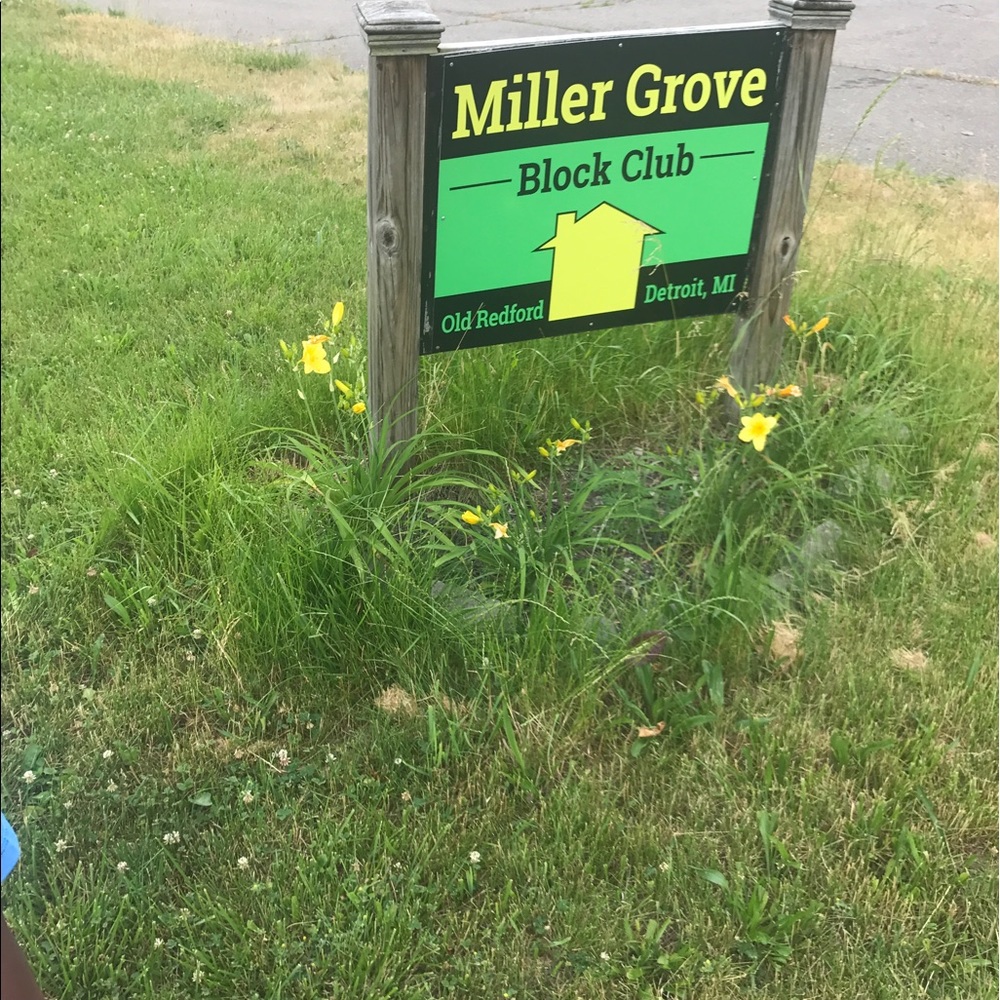 Miller Grove
Block Club
Old Redford
Detroit, MI